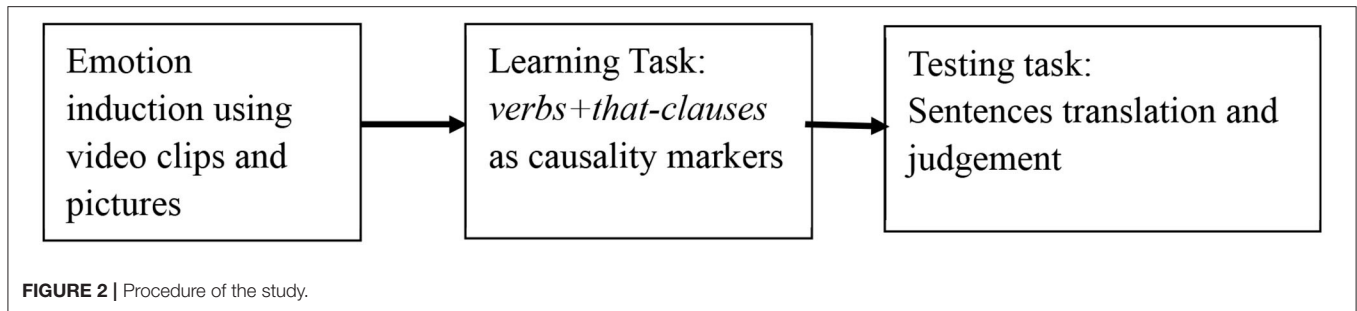 Emotion
induction using
video clips and
pictures
Learning Task:
verbs+that-clauses
as causality markers
Testing task:
Sentences translation and
judgement
FIGURE 2 | Procedure of the study.